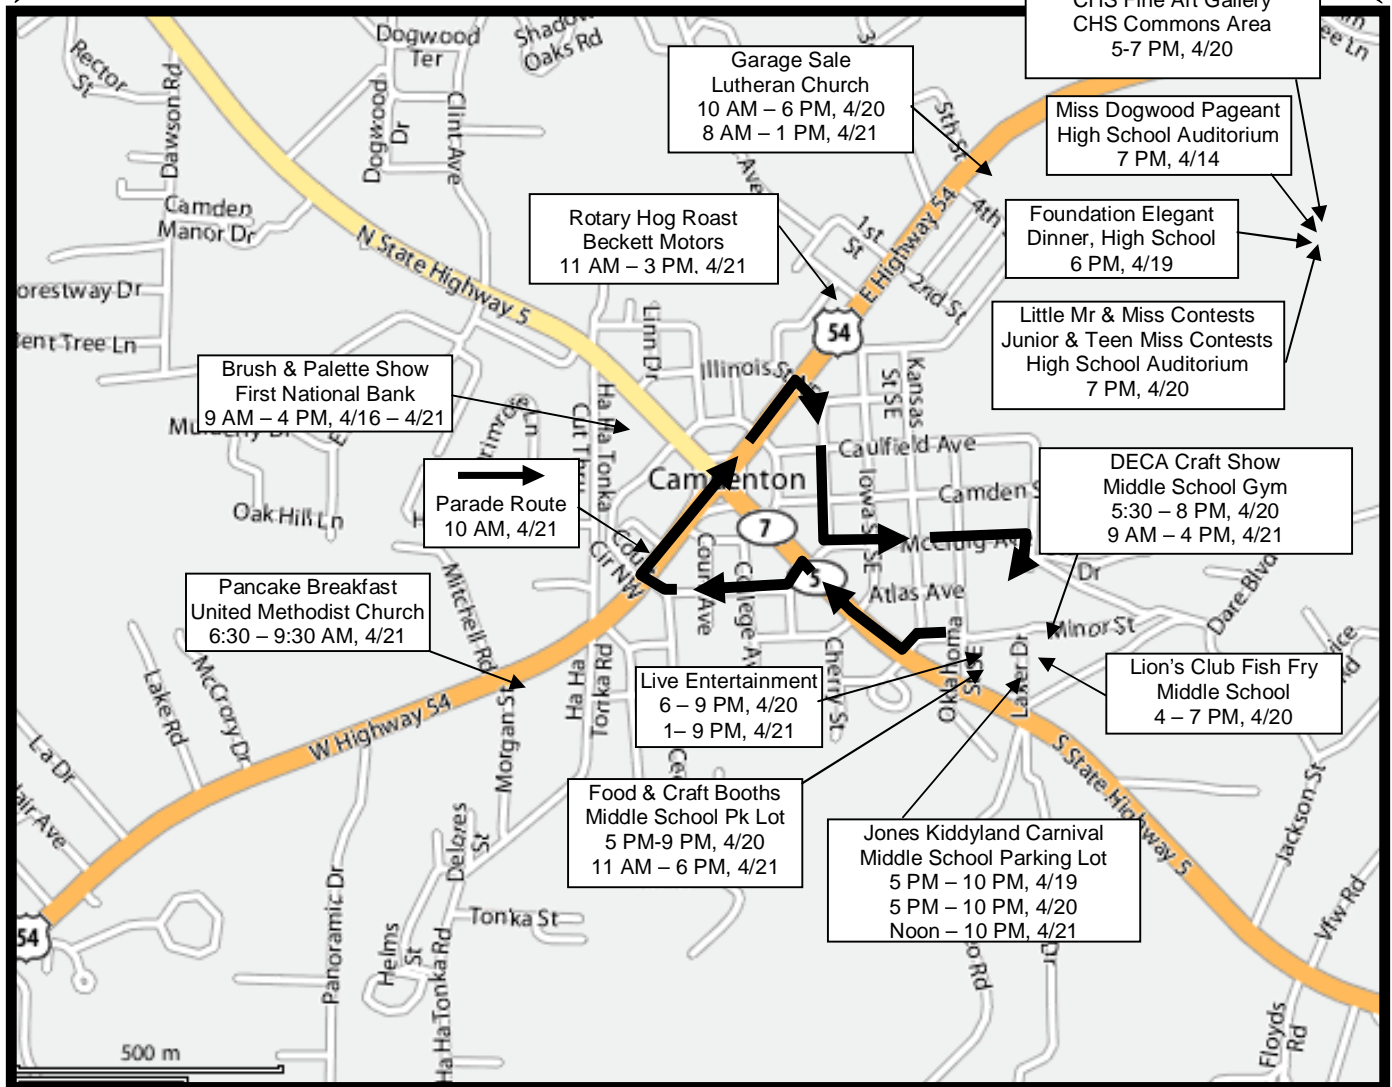 CHS Fine Art Gallery
CHS Commons Area
5-7 PM, 4/20
Garage Sale
Lutheran Church
10 AM – 6 PM, 4/20
8 AM – 1 PM, 4/21
Miss Dogwood Pageant
High School Auditorium
7 PM, 4/14
Rotary Hog Roast
Beckett Motors
11 AM – 3 PM, 4/21
Foundation Elegant
Dinner, High School
6 PM, 4/19
Little Mr & Miss Contests
Junior & Teen Miss Contests
High School Auditorium
7 PM, 4/20
Brush & Palette Show
First National Bank
9 AM – 4 PM, 4/16 – 4/21
Parade Route
10 AM, 4/21
DECA Craft Show
Middle School Gym
5:30 – 8 PM, 4/20
9 AM – 4 PM, 4/21
Pancake Breakfast
United Methodist Church
6:30 – 9:30 AM, 4/21
Live Entertainment
6 – 9 PM, 4/20
1– 9 PM, 4/21
Lion's Club Fish Fry
Middle School
4 – 7 PM, 4/20
Food & Craft Booths
Middle School Pk Lot
5 PM-9 PM, 4/20
11 AM – 6 PM, 4/21
Jones Kiddyland Carnival
Middle School Parking Lot
5 PM – 10 PM, 4/19
5 PM – 10 PM, 4/20
Noon – 10 PM, 4/21
Rector
St
Dawson Rd
Dogwood
Ter
Dogwood
Dr
Clint Ave
Oaks Rd
Camden
Manor Dr
N State Highway 5
Linn Dr
Illinois
5th St
4th
1st
St
2nd St
E Highway 54
54
Kansas
St SE
Ha Ha Tonka
Oak Hill Ln
Camdenton
Caulfield Ave
Camden
Iowa St SE
7
5
Cir NW
Court Ave
College
Atlas Ave
Dr
Dare Blvd
Minor St
Mitchell Rd
Lake Rd
McCrory Dr
La Dr
W Highway 54
Morgan St
Ha Ha
Tonka Rd
Cherry St
Oklahoma
Laker Dr
S State Highway 5
Jackson St
Vfw Rd
Floyds
Rd
Delores
St
Tonka St
Helms
St
Panoramic Dr
Ha Ha Tonka Rd
54
500 m